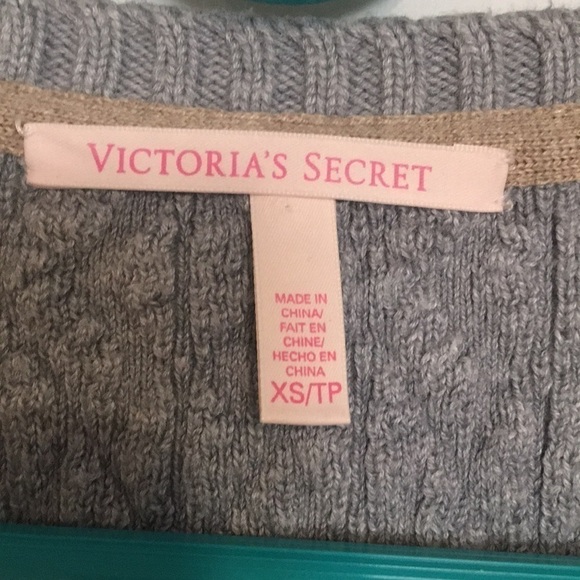 VICTORIA'S SECRET
MADE IN
CHINA/
FAIT EN
CHINE/
HECHO EN
CHINA
XS/TP